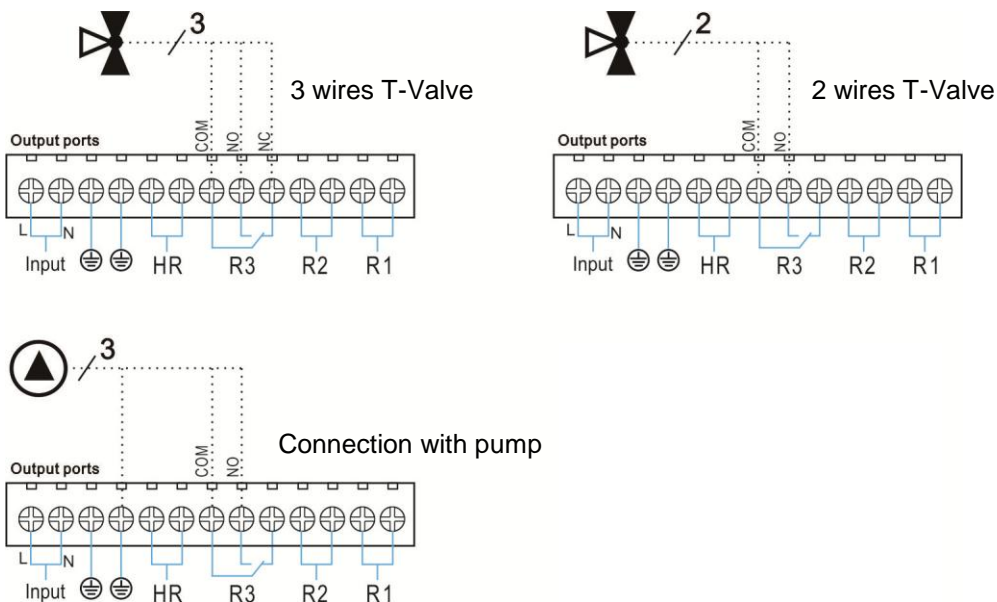 3
3 wires T-Valve
Output ports
COM
NO
NC
L N
Input HR R3 R2 R1
2
2 wires T-Valve
Output ports
COM
NO
L N
Input HR R3 R2 R1
3
Connection with pump
Output ports
COM
NO
L N
Input HR R3 R2 R1